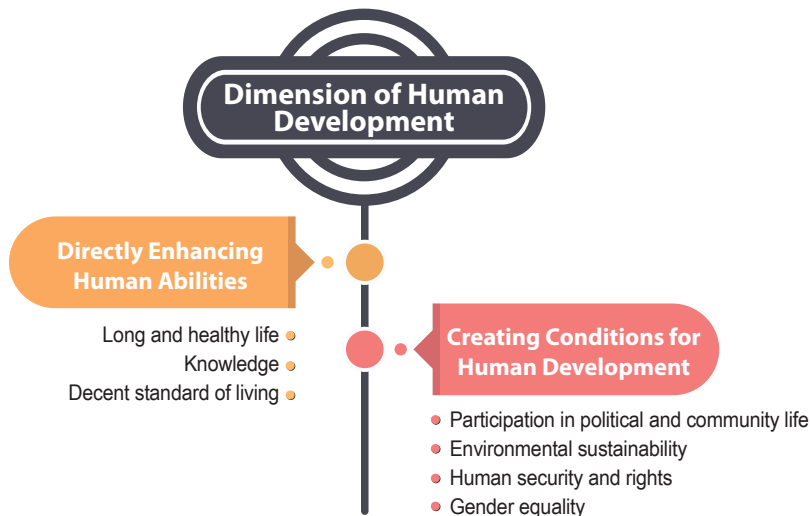 Dimension of Human
Development
Directly Enhancing
Human Abilities
Long and healthy life
Knowledge
Decent standard of living
Creating Conditions for
Human Development
Participation in political and community life
Environmental sustainability
Human security and rights
Gender equality